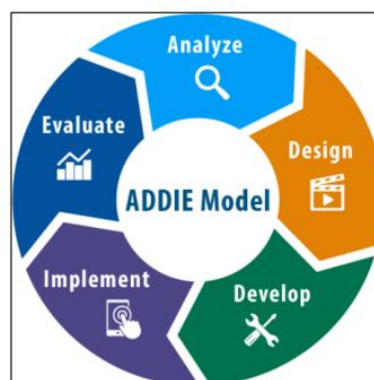 Analyze
Design
Develop
Implement
Evaluate
ADDIE Model